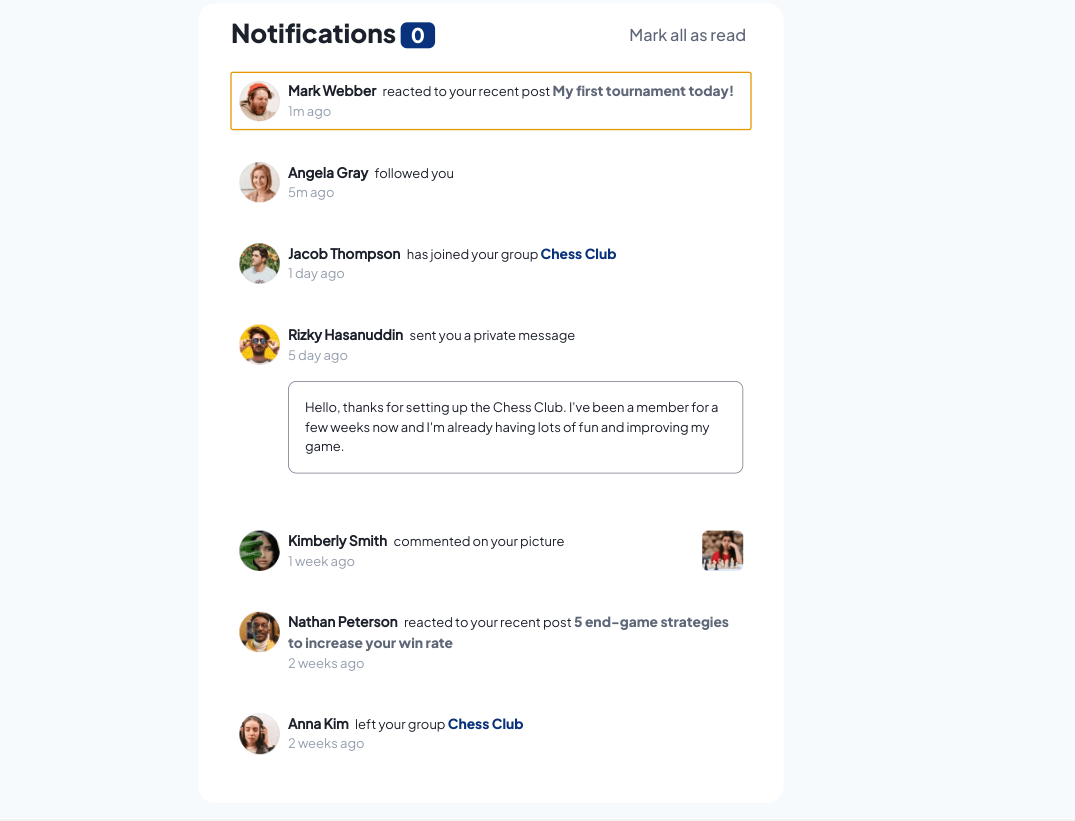 Notifications 0
Mark all as read
Mark Webber reacted to your recent post My first tournament today!
1m ago
Angela Gray followed you
5m ago
Jacob Thompson has joined your group Chess Club
1 day ago
Rizky Hasanuddin sent you a private message
5 day ago
Hello, thanks for setting up the Chess Club. I've been a member for a
few weeks now and I'm already having lots of fun and improving my
game.
Kimberly Smith commented on your picture
1 week ago
Nathan Peterson reacted to your recent post 5 end-game strategies
to increase your win rate
2 weeks ago
Anna Kim left your group Chess Club
2 weeks ago